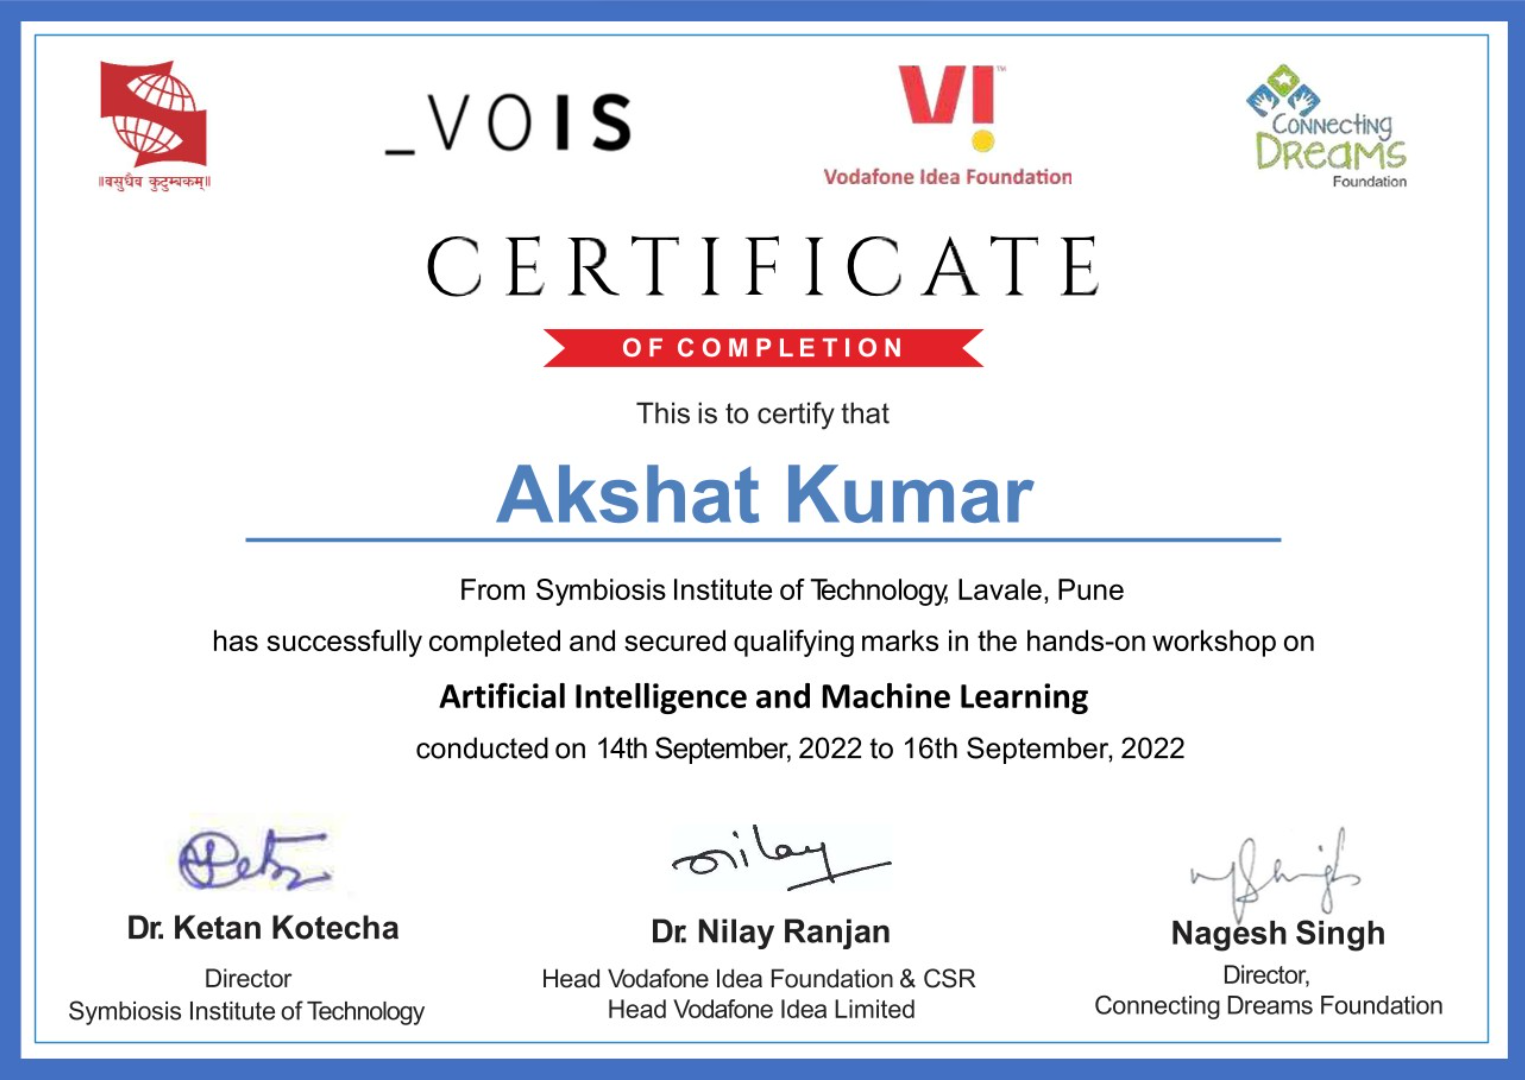 _VOIS
VI™
Connecting
Dreams
Foundation
॥वसुधैव कुटुम्बकम्॥
Vodafone Idea Foundation
CERTIFICATE
OF COMPLETION
This is to certify that
Akshat Kumar
From Symbiosis Institute of Technology, Lavale, Pune
has successfully completed and secured qualifying marks in the hands-on workshop on
Artificial Intelligence and Machine Learning
conducted on 14th September, 2022 to 16th September, 2022
nilay
Dr. Ketan Kotecha
Director
Symbiosis Institute of Technology
Dr. Nilay Ranjan
Head Vodafone Idea Foundation & CSR
Head Vodafone Idea Limited
Nagesh Singh
Director,
Connecting Dreams Foundation